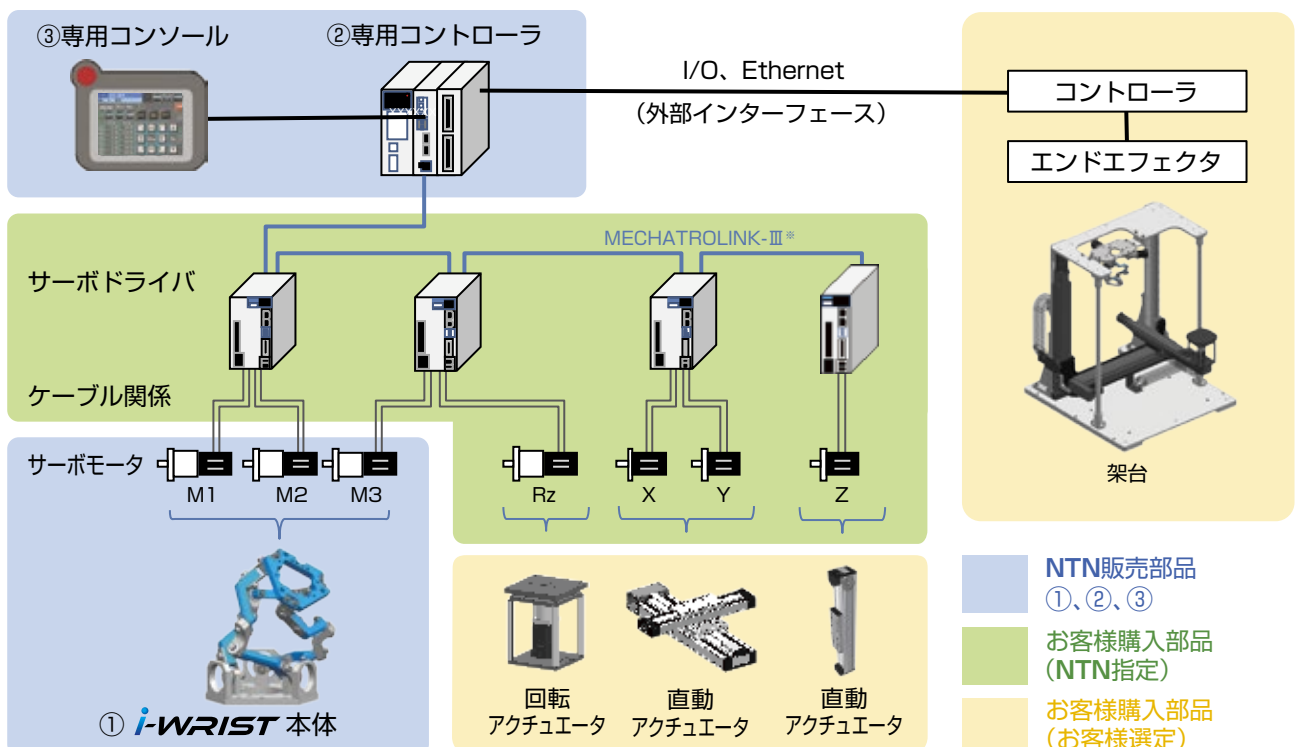 ③専用コンソール
②専用コントローラ
I/O、Ethernet
(外部インターフェース)
コントローラ
エンドエフェクタ
架台
MECHATROLINK-Ⅲ※
サーボドライバ
ケーブル関係
サーボモータ
M1
M2
M3
Rz
X
Y
Z
① i-WRIST 本体
回転
アクチュエータ
直動
アクチュエータ
直動
アクチュエータ
NTN販売部品
①、②、③
お客様購入部品
(NTN指定)
お客様購入部品
(お客様選定)